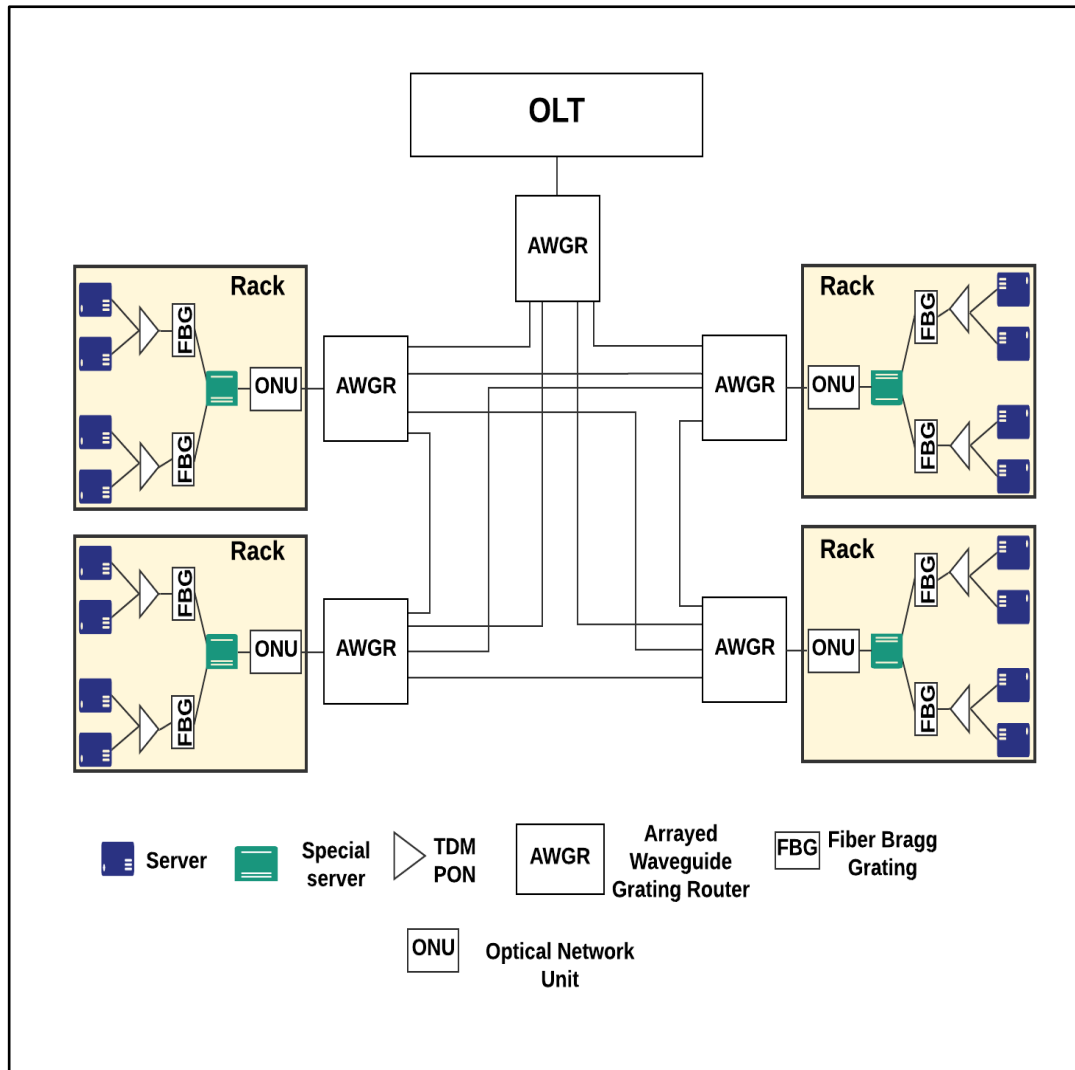 OLT
AWGR
Rack
FBG
FBG
ONU
AWGR
Rack
FBG
FBG
ONU
AWGR
Rack
FBG
FBG
ONU
AWGR
Rack
FBG
FBG
ONU
AWGR
Server
Special
server
TDM
PON
AWGR
Arrayed
Waveguide
Grating Router
FBG
Fiber Bragg
Grating
ONU
Optical Network
Unit